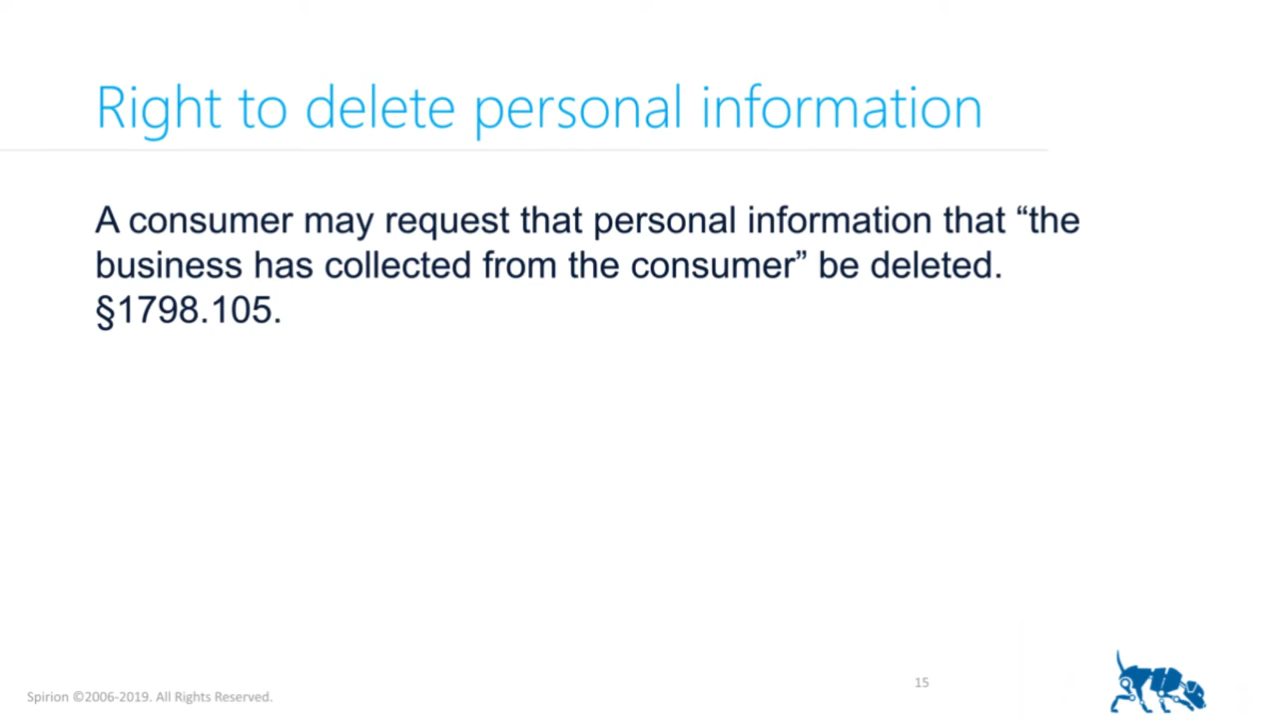 Right to delete personal information
A consumer may request that personal information that “the
business has collected from the consumer” be deleted.
§1798.105.
15
Spirion ©2006-2019. All Rights Reserved.